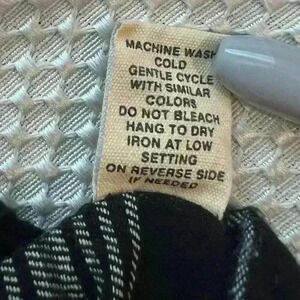 MACHINE WASH
COLD
GENTLE CYCLE
WITH SIMILAR
COLORS
DO NOT BLEACH
HANG TO DRY
IRON AT LOW
SETTING
ON REVERSE SIDE
IF NEEDED